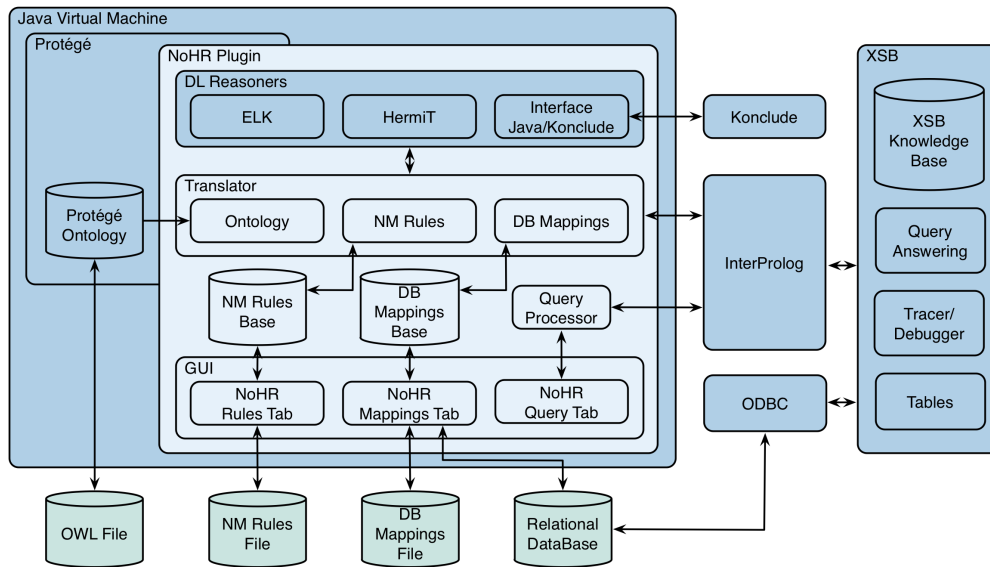 Java Virtual Machine
Protégé
NoHR Plugin
XSB
DL Reasoners
ELK
HermiT
Interface
Java/Konclude
Konclude
XSB
Knowledge
Base
Translator
Protégé
Ontology
Ontology
NM Rules
DB Mappings
InterProlog
Query
Answering
NM Rules
Base
DB
Mappings
Base
Query
Processor
Tracer/
Debugger
GUI
NoHR
Rules Tab
NoHR
Mappings Tab
NoHR
Query Tab
ODBC
Tables
OWL File
NM Rules
File
DB
Mappings
File
Relational
DataBase